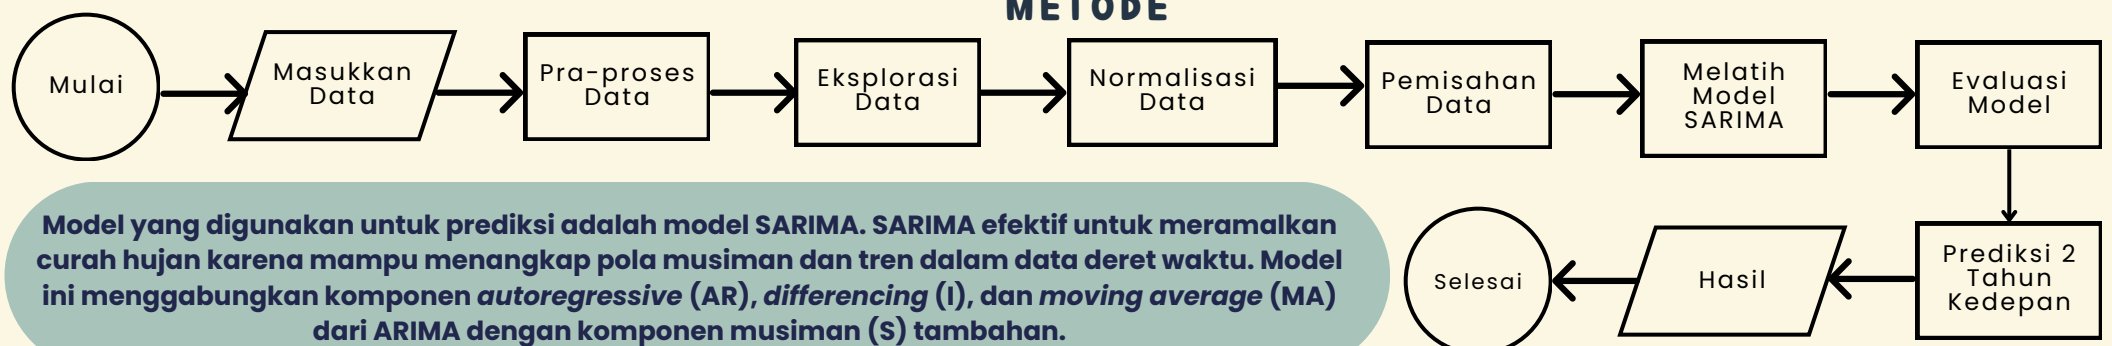 METODE
Mulai
Masukkan
Data
Pra-proses
Data
Eksplorasi
Data
Normalisasi
Data
Pemisahan
Data
Melatih
Model
SARIMA
Evaluasi
Model
Prediksi 2
Tahun
Kedepan
Hasil
Selesai
Model yang digunakan untuk prediksi adalah model SARIMA. SARIMA efektif untuk meramalkan
curah hujan karena mampu menangkap pola musiman dan tren dalam data deret waktu. Model
ini menggabungkan komponen autoregressive (AR), differencing (I), dan moving average (MA)
dari ARIMA dengan komponen musiman (S) tambahan.